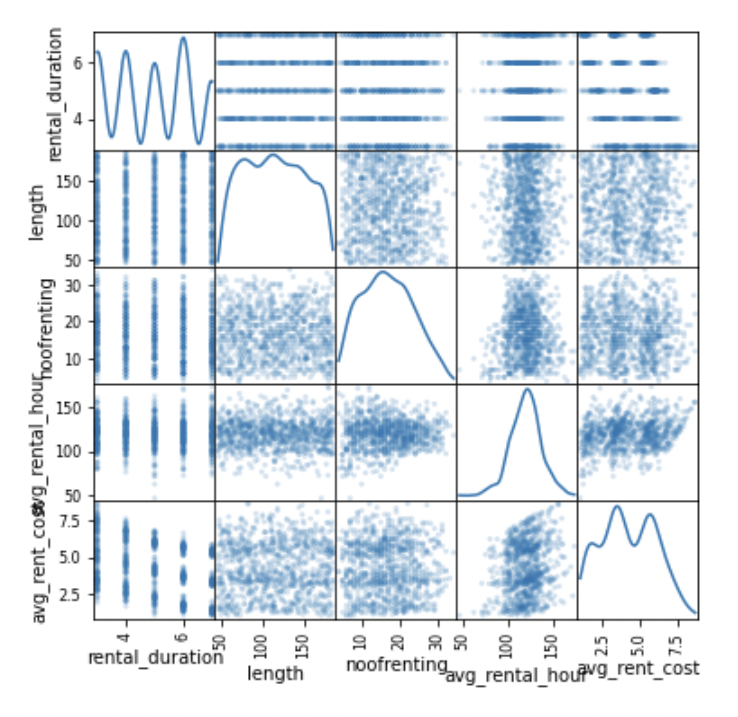 rental_duration
6
4
length
150
100
50
noofrenting
30
20
10
avg_rental_hour
150
100
50
avg_rent_cost
7.5
5.0
2.5
4 6 50 100 150 10 20 30 50 100 150 2.5 5.0 7.5
rental_duration length noofrenting avg_rental_hour avg_rent_cost